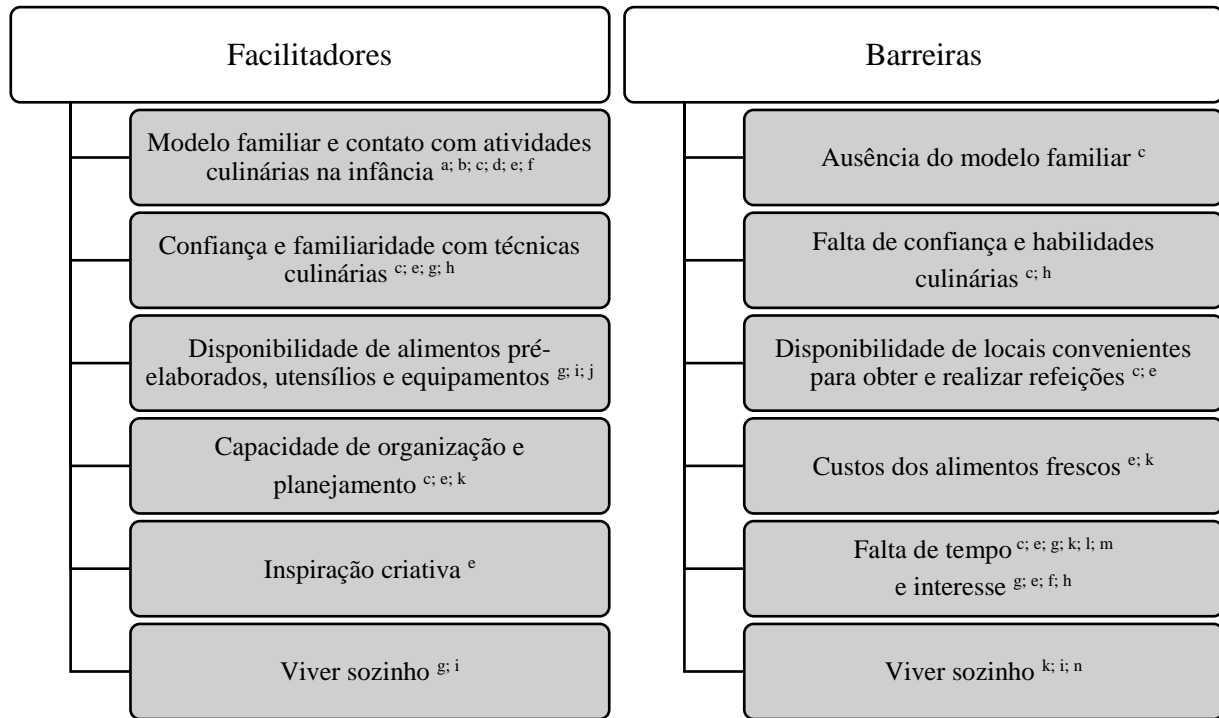 Facilitadores
Modelo familiar e contato com atividades
culinárias na infância a; b; c; d; e; f
Confiança e familiaridade com técnicas
culinárias c; e; g; h
Disponibilidade de alimentos pré-
elaborados, utensílios e equipamentos g; i; j
Capacidade de organização e
planejamento c; e; k
Inspiração criativa e
Viver sozinho g; i
Barreiras
Ausência do modelo familiar c
Falta de confiança e habilidades
culinárias c; h
Disponibilidade de locais convenientes
para obter e realizar refeições c; e
Custos dos alimentos frescos e; k
Falta de tempo c; e; g; k; l; m
e interesse g; e; f; h
Viver sozinho k; i; n